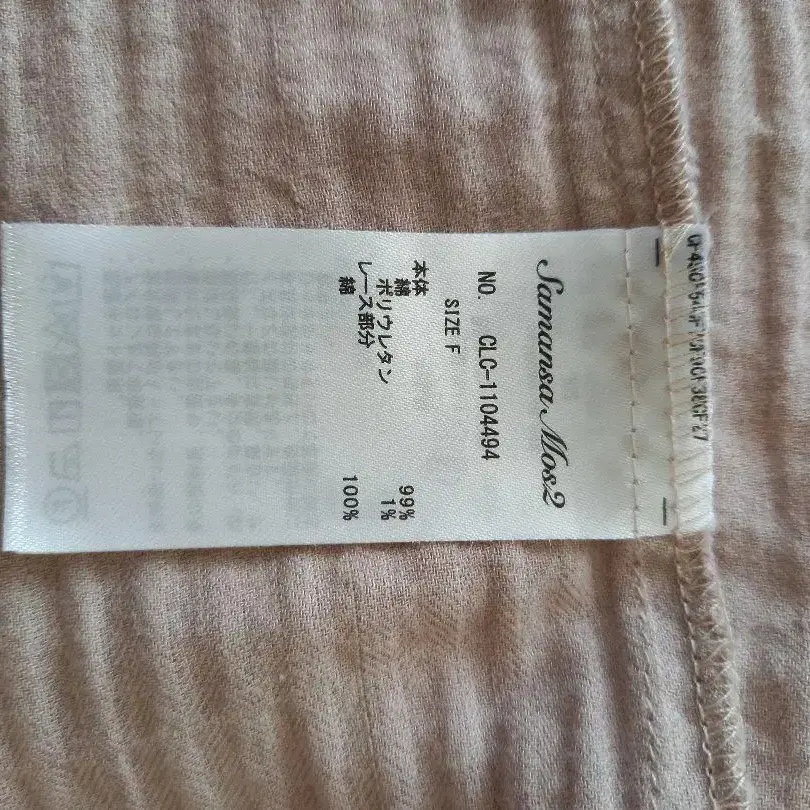 Samansa Mos2
NO. CLC-1104494
SIZE F
本体
綿 99%
ポリウレタン 1%
レース部分
綿 100%